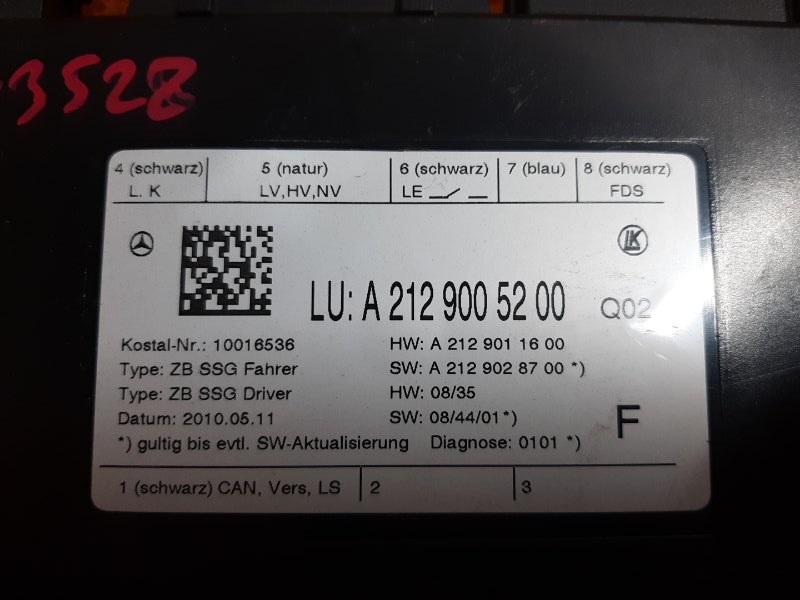 3528
4 (schwarz) 5 (natur) 6 (schwarz) 7 (blau) 8 (schwarz)
L. K LV,HV,NV LE FDS
LK
LU: A 212 900 52 00 Q02
Kostal-Nr.: 10016536 HW: A 212 901 16 00
Type: ZB SSG Fahrer SW: A 212 902 87 00 *)
Type: ZB SSG Driver HW: 08/35
Datum: 2010.05.11 SW: 08/44/01*) F
*) gultig bis evtl. SW-Aktualisierung Diagnose: 0101 *)
1 (schwarz) CAN, Vers, LS 2 3